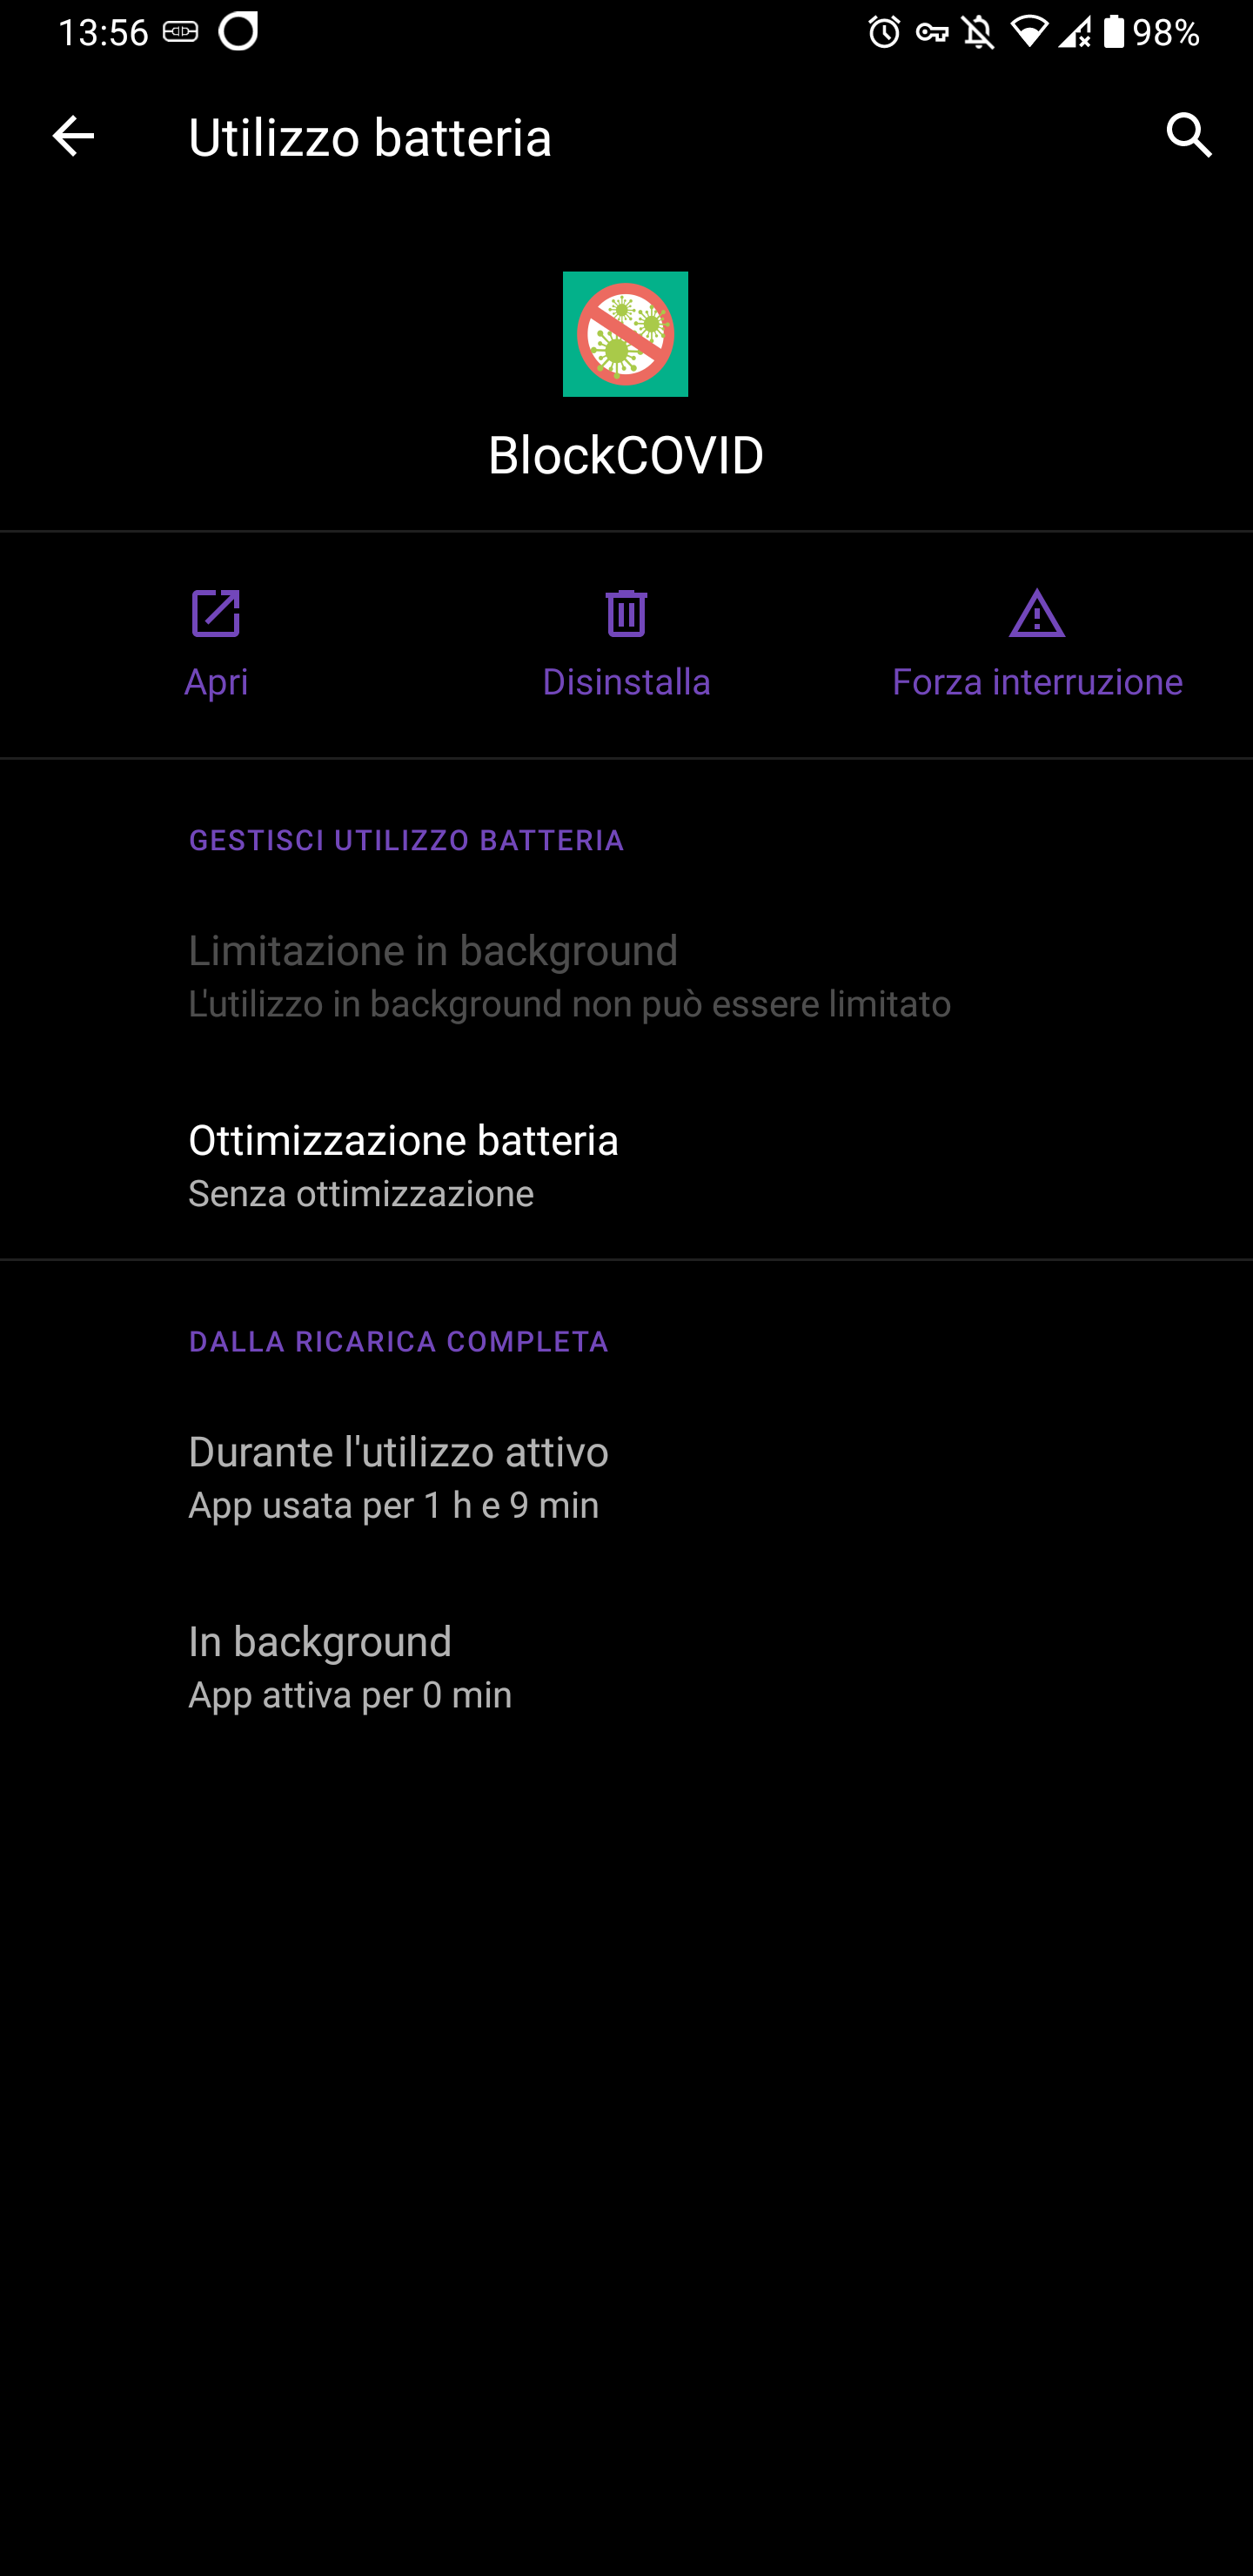 13:56
98%
Utilizzo batteria
BlockCOVID
Apri
Disinstalla
Forza interruzione
GESTISCI UTILIZZO BATTERIA
Limitazione in background
L'utilizzo in background non può essere limitato
Ottimizzazione batteria
Senza ottimizzazione
DALLA RICARICA COMPLETA
Durante l'utilizzo attivo
App usata per 1 h e 9 min
In background
App attiva per 0 min